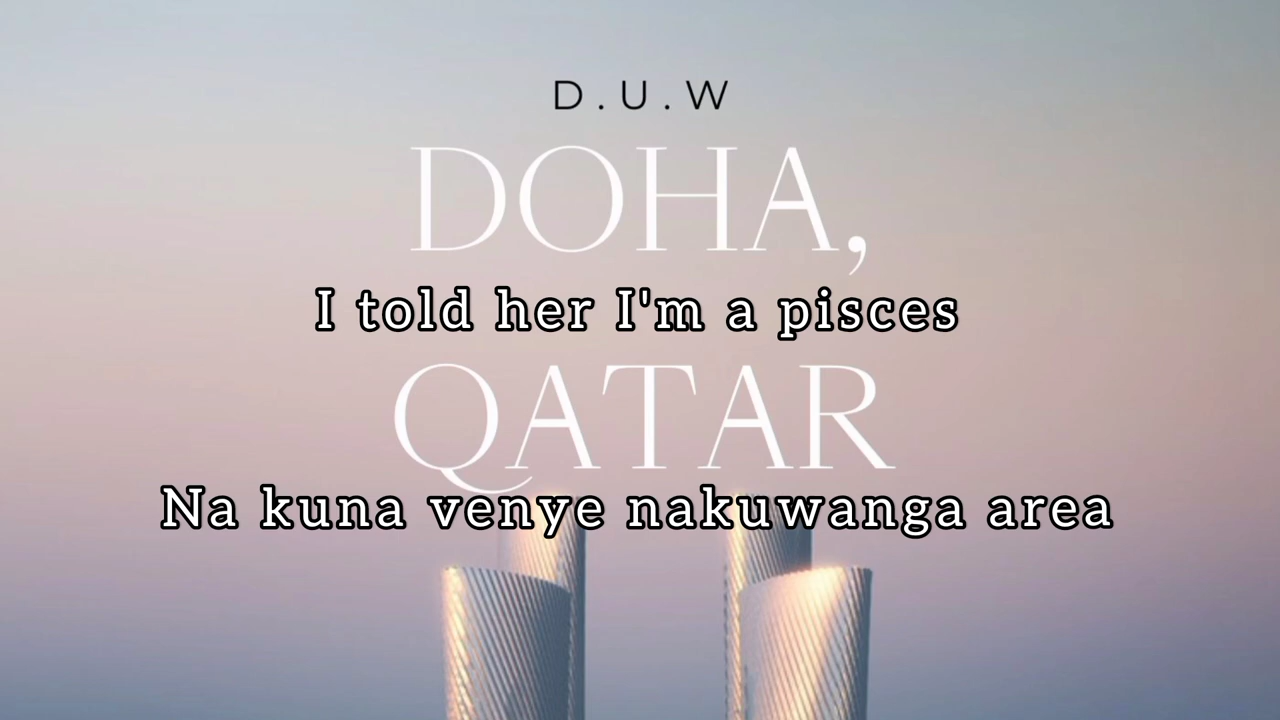 D.U.W
DOHA,
I told her I'm a pisces
QATAR
Na kuna venye nakuwanga area